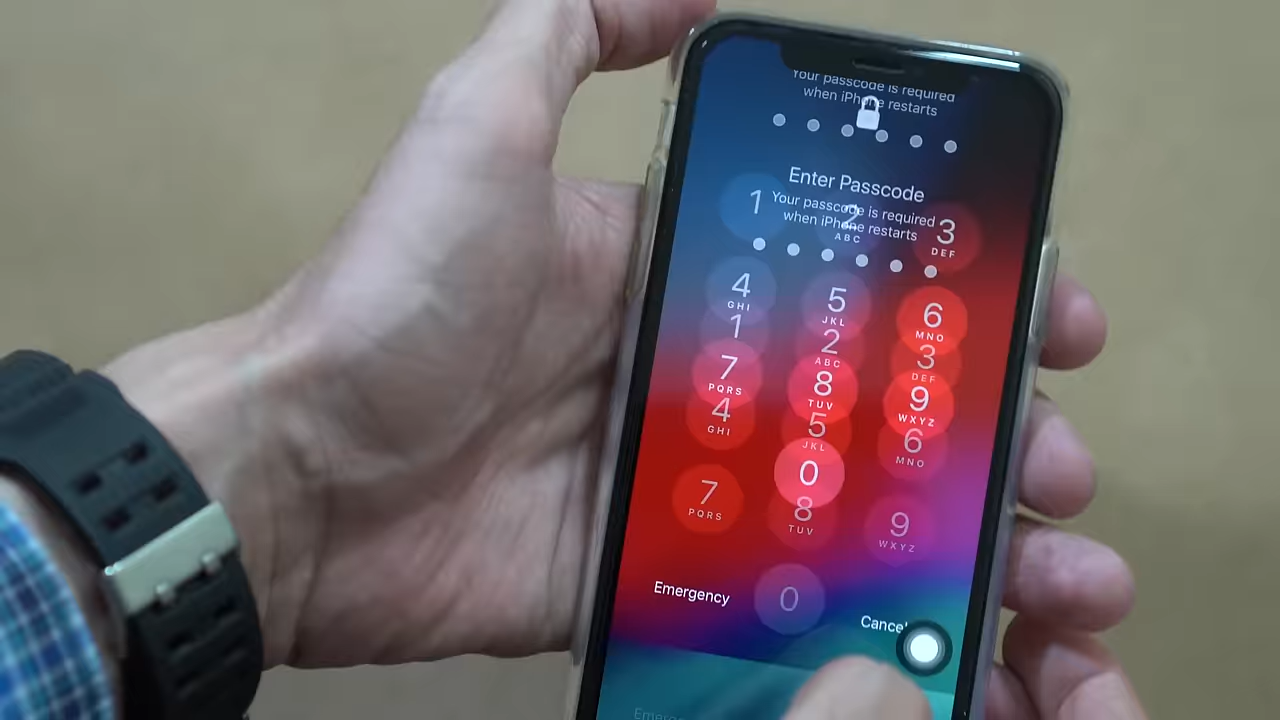 Your passcode is required
when iPhone restarts
Enter Passcode
Your passcode is required
when iPhone restarts
1
2
ABC
3
DEF
4
GHI
5
JKL
6
MNO
1
2
ABC
3
DEF
7
PQRS
8
TUV
9
WXYZ
4
GHI
5
JKL
6
MNO
0
7
PQRS
8
TUV
9
WXYZ
Emergency
0
Cancel